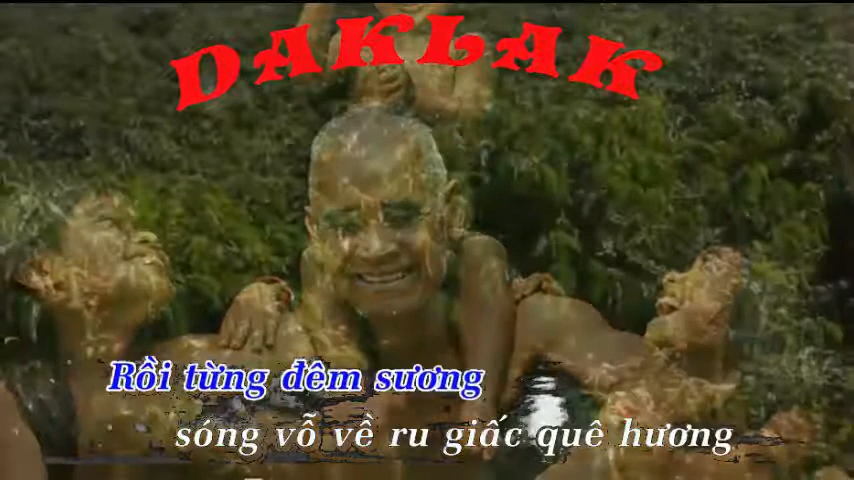 DAKLAK
Rồi từng đêm sương
sóng vỗ về ru giấc quê hương